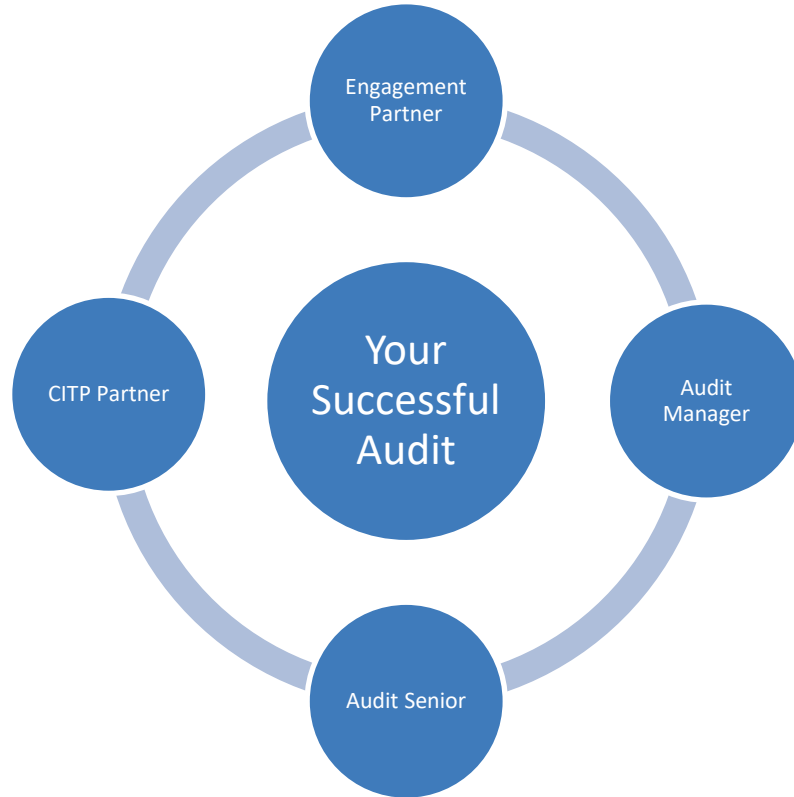 Engagement
Partner
CITP Partner
Your
Successful
Audit
Audit
Manager
Audit Senior